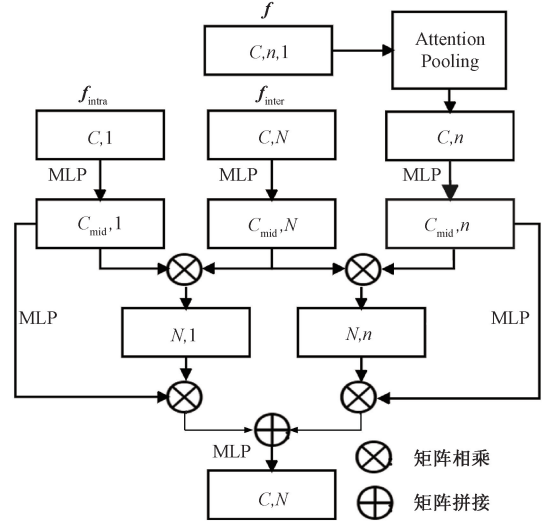 f
C,n,1
Attention
Pooling
f_intra
f_inter
C,1
C,N
C,n
MLP
MLP
MLP
C_mid,1
C_mid,N
C_mid,n
MLP
MLP
N,1
N,n
MLP
矩阵相乘
C,N
矩阵拼接